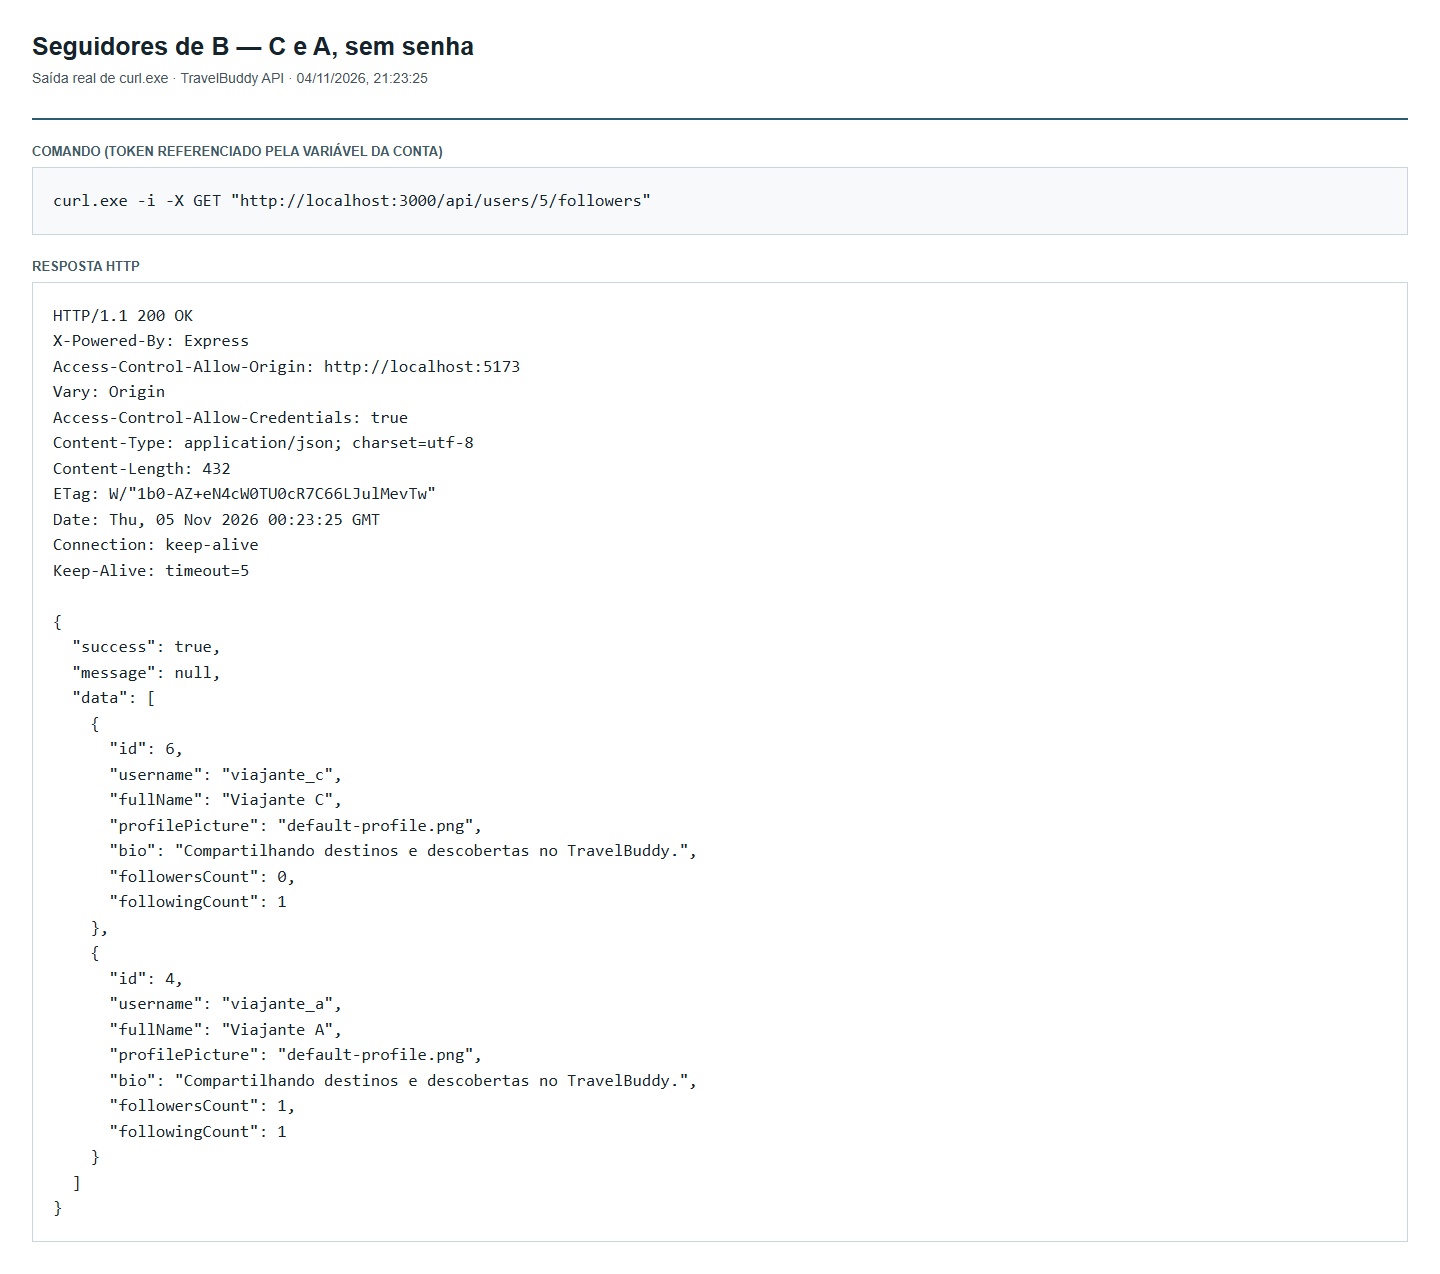 Seguidores de B — C e A, sem senha
Saída real de curl.exe · TravelBuddy API · 04/11/2026, 21:23:25
COMANDO (TOKEN REFERENCIADO PELA VARIÁVEL DA CONTA)
curl.exe -i -X GET "http://localhost:3000/api/users/5/followers"
RESPOSTA HTTP
HTTP/1.1 200 OK
X-Powered-By: Express
Access-Control-Allow-Origin: http://localhost:5173
Vary: Origin
Access-Control-Allow-Credentials: true
Content-Type: application/json; charset=utf-8
Content-Length: 432
ETag: W/"1b0-AZ+eN4cW0TU0cR7C66LJulMevTw"
Date: Thu, 05 Nov 2026 00:23:25 GMT
Connection: keep-alive
Keep-Alive: timeout=5
{
  "success": true,
  "message": null,
  "data": [
    {
      "id": 6,
      "username": "viajante_c",
      "fullName": "Viajante C",
      "profilePicture": "default-profile.png",
      "bio": "Compartilhando destinos e descobertas no TravelBuddy.",
      "followersCount": 0,
      "followingCount": 1
    },
    {
      "id": 4,
      "username": "viajante_a",
      "fullName": "Viajante A",
      "profilePicture": "default-profile.png",
      "bio": "Compartilhando destinos e descobertas no TravelBuddy.",
      "followersCount": 1,
      "followingCount": 1
    }
  ]
}